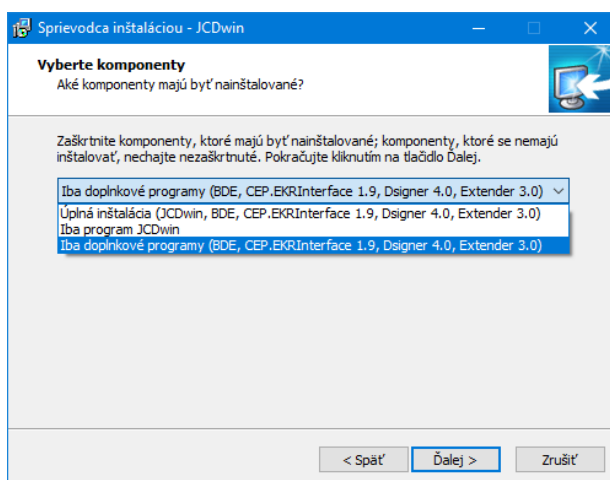 Sprievodca inštaláciou - JCDwin
Vyberte komponenty
Aké komponenty majú byť nainštalované?
Zaškrtnite komponenty, ktoré majú byť nainštalované; komponenty, ktoré se nemajú
inštalovať, nechajte nezaškrtnuté. Pokračujte kliknutím na tlačidlo Ďalej.
Iba doplnkové programy (BDE, CEP.EKRInterface 1.9, Dsigner 4.0, Extender 3.0)
Úplná inštalácia (JCDwin, BDE, CEP.EKRInterface 1.9, Dsigner 4.0, Extender 3.0)
Iba program JCDwin
Iba doplnkové programy (BDE, CEP.EKRInterface 1.9, Dsigner 4.0, Extender 3.0)
< Späť
Ďalej >
Zrušiť